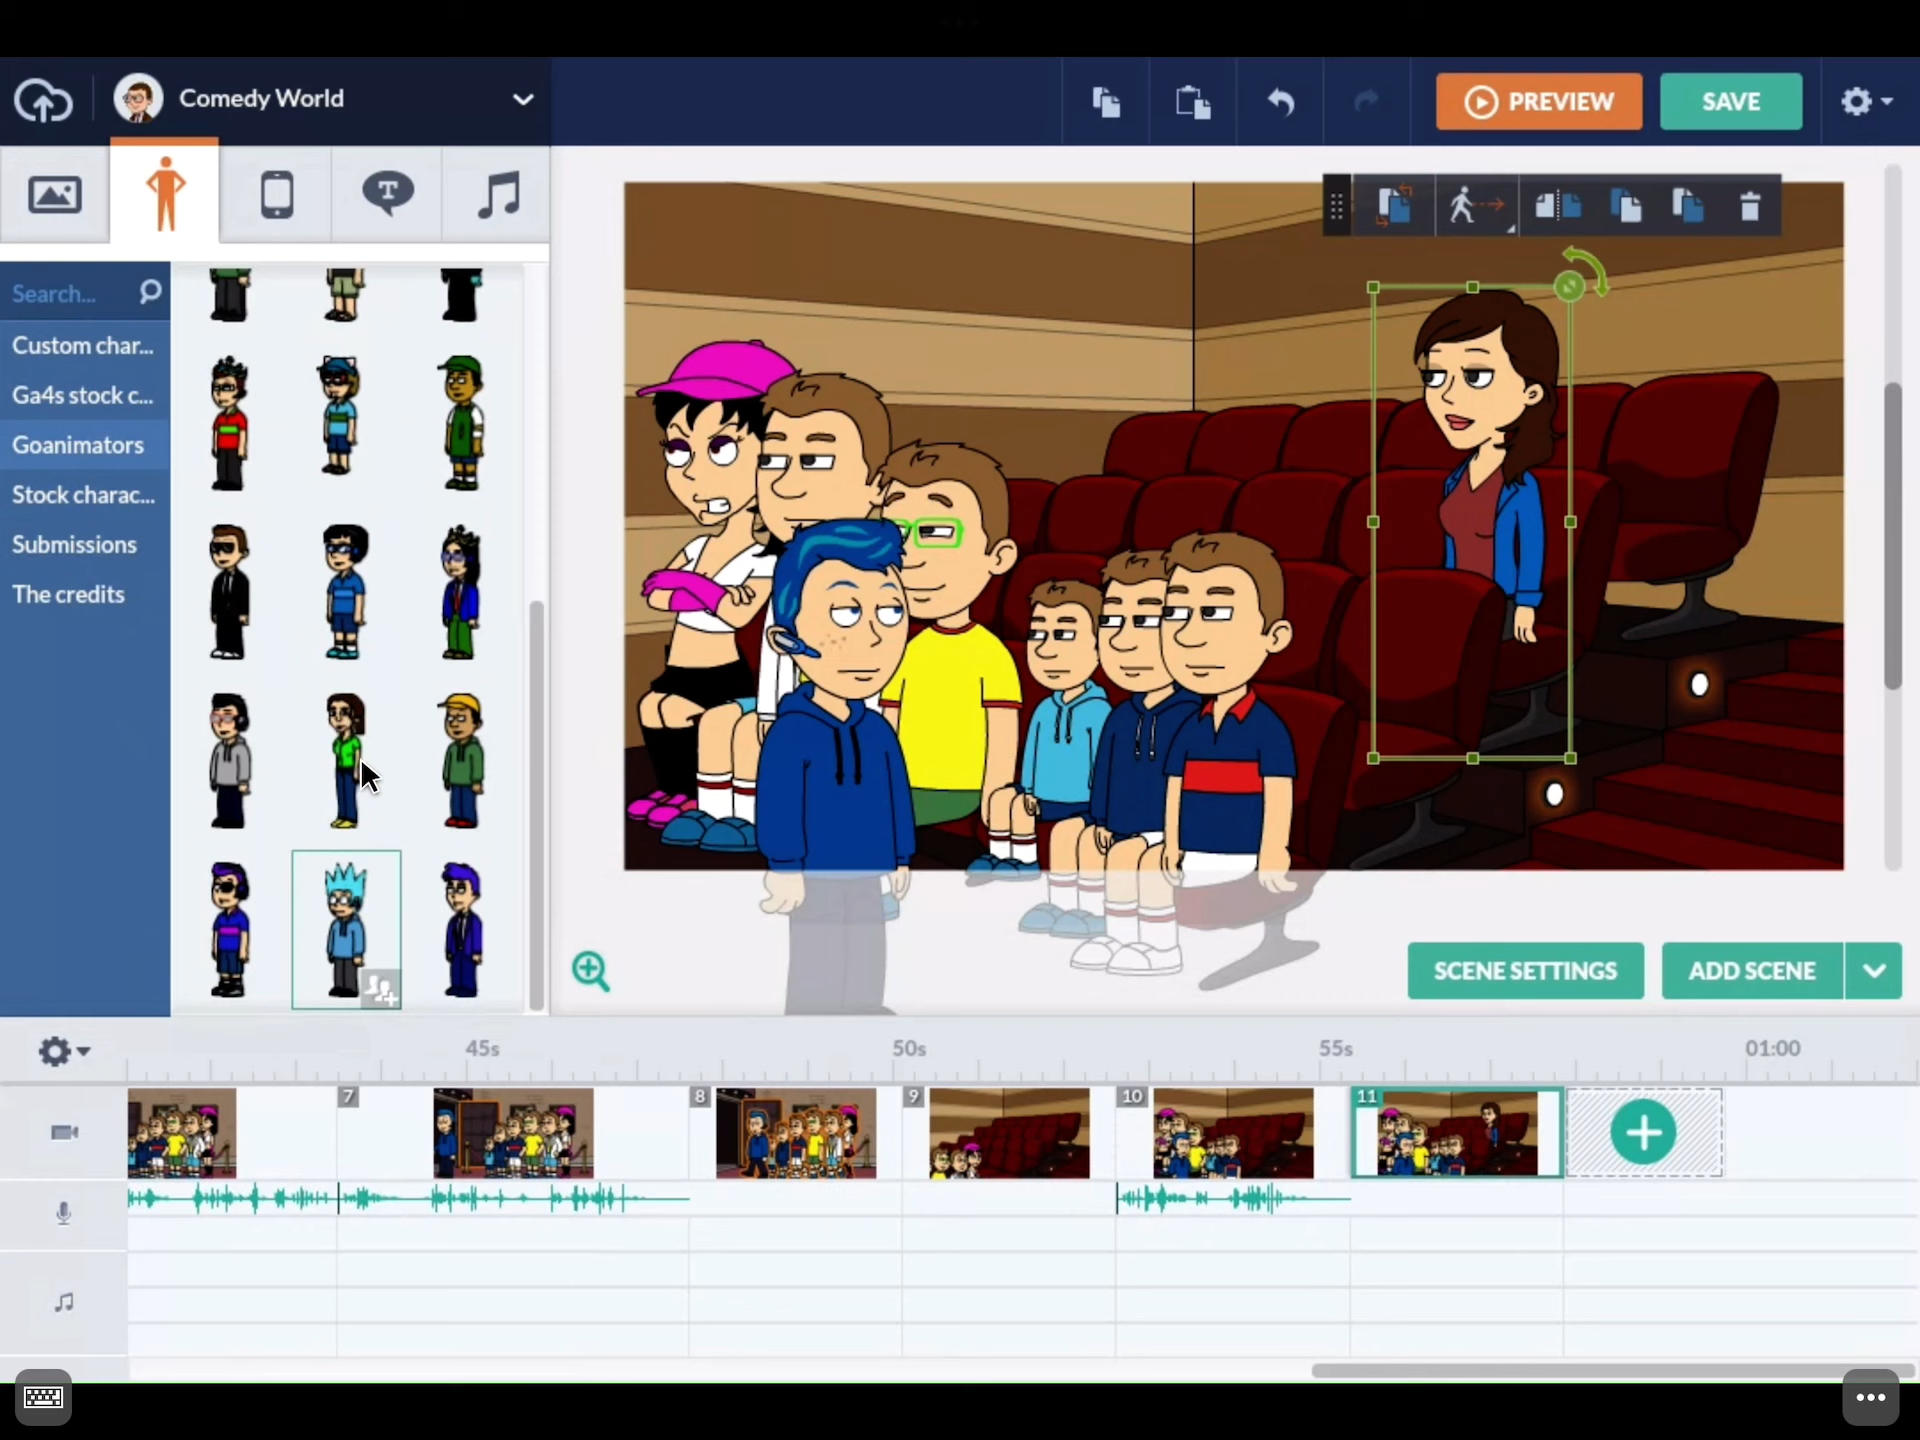 Comedy World
PREVIEW
SAVE
T
Search...
Custom char...
Ga4s stock c...
Goanimators
Stock charac...
Submissions
The credits
SCENE SETTINGS
ADD SCENE
45s
50s
55s
01:00
7
8
9
10
11